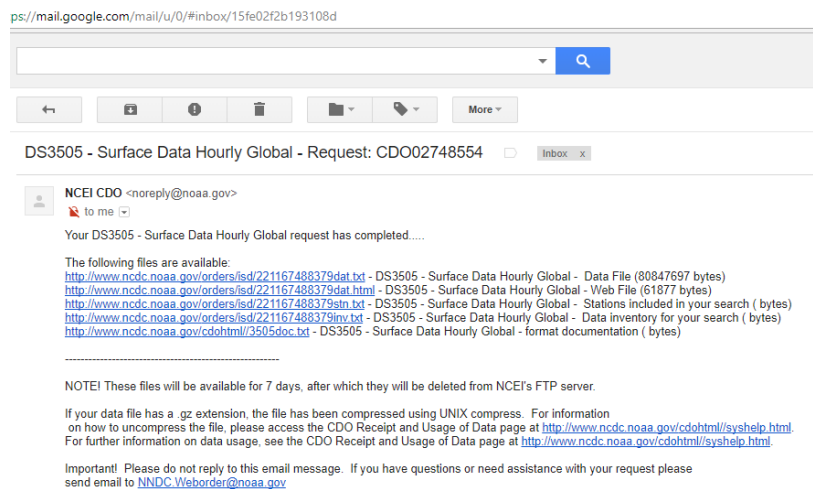 ps://mail.google.com/mail/u/0/#inbox/15fe02f2b193108d
More
DS3505 - Surface Data Hourly Global - Request: CDO02748554
Inbox x
NCEI CDO <noreply@noaa.gov>
to me
Your DS3505 - Surface Data Hourly Global request has completed.....
The following files are available:
http://www.ncdc.noaa.gov/orders/isd/221167488379dat.txt - DS3505 - Surface Data Hourly Global -  Data File (80847697 bytes)
http://www.ncdc.noaa.gov/orders/isd/221167488379dat.html - DS3505 - Surface Data Hourly Global - Web File (61877 bytes)
http://www.ncdc.noaa.gov/orders/isd/221167488379stn.txt - DS3505 - Surface Data Hourly Global -  Stations included in your search ( bytes)
http://www.ncdc.noaa.gov/orders/isd/221167488379inv.txt - DS3505 - Surface Data Hourly Global -  Data inventory for your search ( bytes)
http://www.ncdc.noaa.gov/cdohtml//3505doc.txt - DS3505 - Surface Data Hourly Global - format documentation ( bytes)
-------------------------------------------------------
NOTE! These files will be available for 7 days, after which they will be deleted from NCEI's FTP server.
If your data file has a .gz extension, the file has been compressed using UNIX compress.  For information
on how to uncompress the file, please access the CDO Receipt and Usage of Data page at http://www.ncdc.noaa.gov/cdohtml//syshelp.html.
For further information on data usage, see the CDO Receipt and Usage of Data page at http://www.ncdc.noaa.gov/cdohtml//syshelp.html.
Important!  Please do not reply to this email message.  If you have questions or need assistance with your request please
send email to NNDC.Weborder@noaa.gov